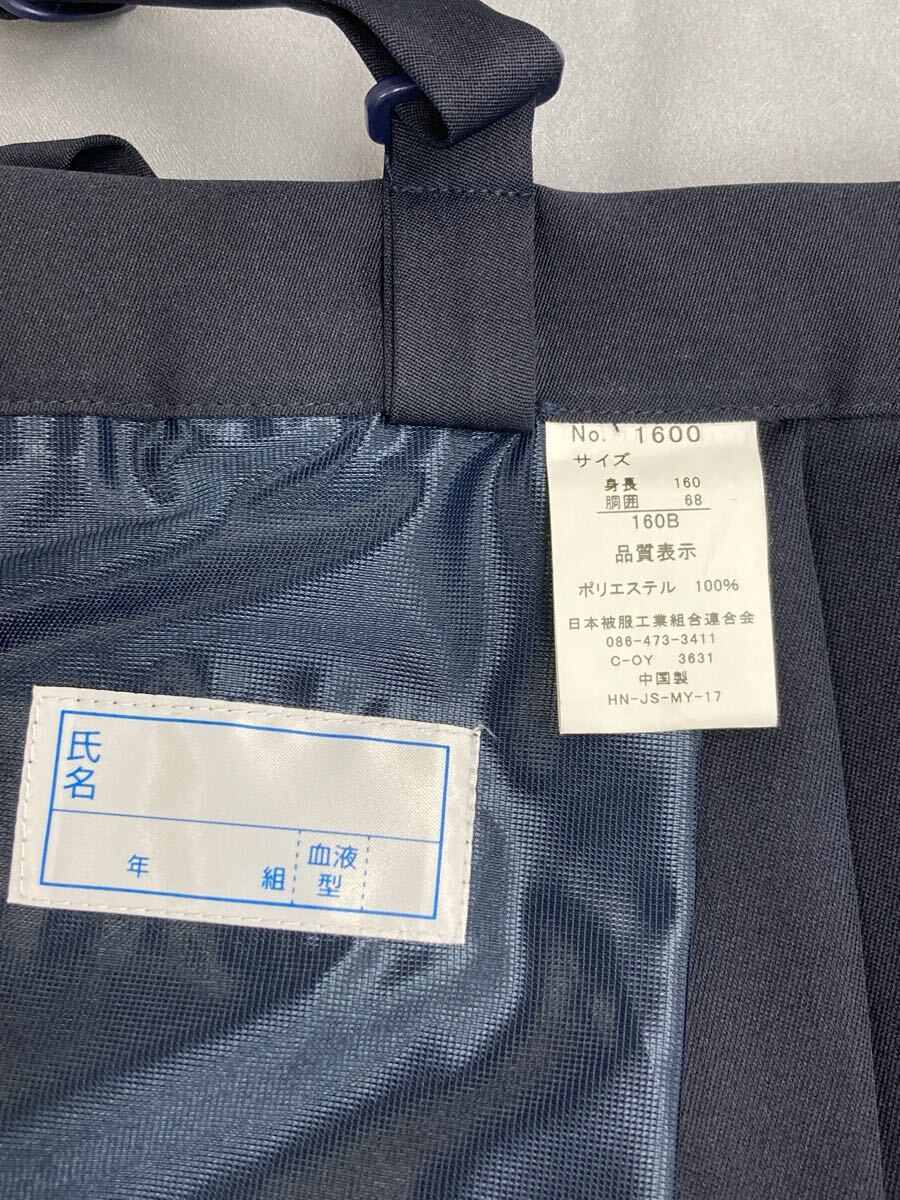 No. 1600
サイズ
身長 160
胴囲 68
160B
品質表示
ポリエステル 100%
日本被服工業組合連合会
086-473-3411
C-OY 3631
中国製
HN-JS-MY-17
氏名
年 組 血液型